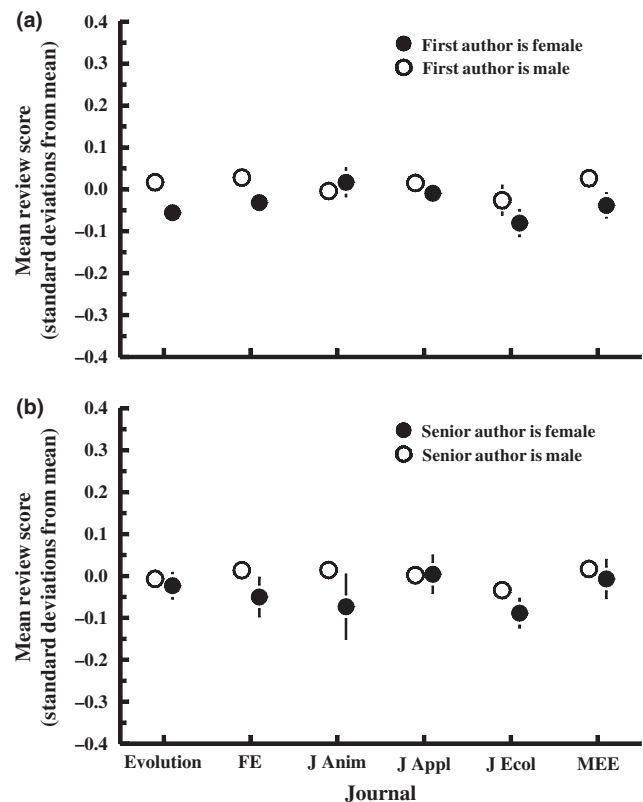 (a)
0.4
0.3
0.2
0.1
0.0
−0.1
−0.2
−0.3
−0.4
Mean review score
(standard deviations from mean)
First author is female
First author is male
(b)
0.4
0.3
0.2
0.1
0.0
−0.1
−0.2
−0.3
−0.4
Mean review score
(standard deviations from mean)
Senior author is female
Senior author is male
Evolution FE J Anim J Appl J Ecol MEE
Journal